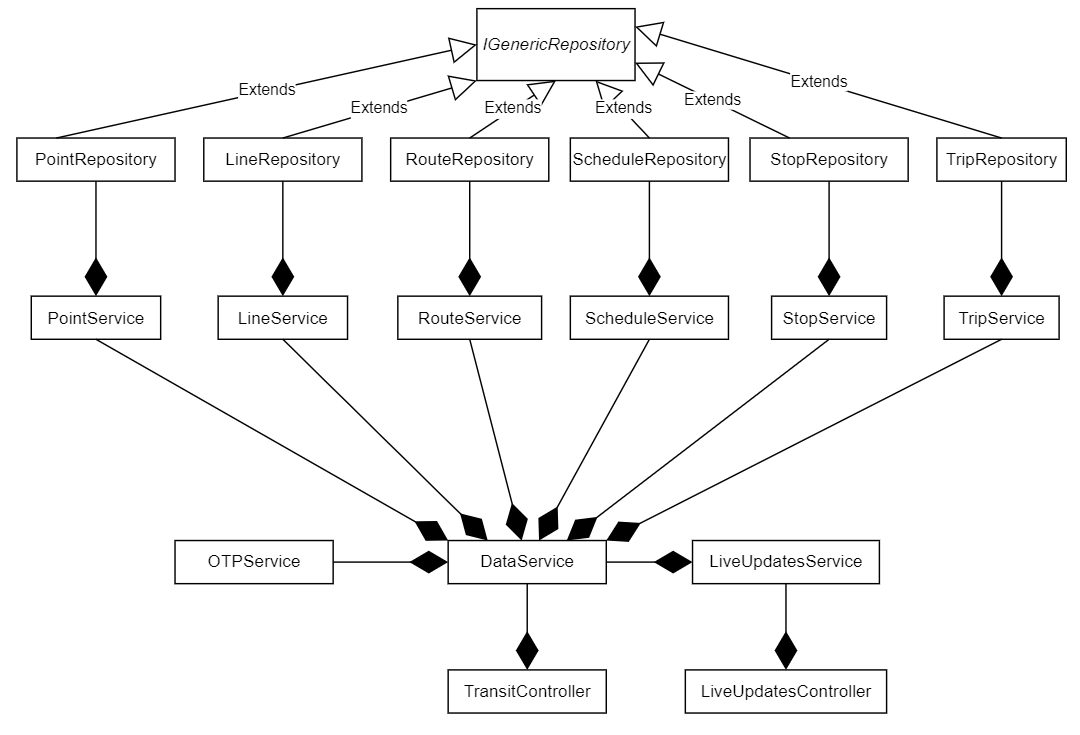 IGenericRepository
Extends
Extends
Extends
Extends
Extends
Extends
PointRepository
LineRepository
RouteRepository
ScheduleRepository
StopRepository
TripRepository
PointService
LineService
RouteService
ScheduleService
StopService
TripService
OTPService
DataService
LiveUpdatesService
TransitController
LiveUpdatesController